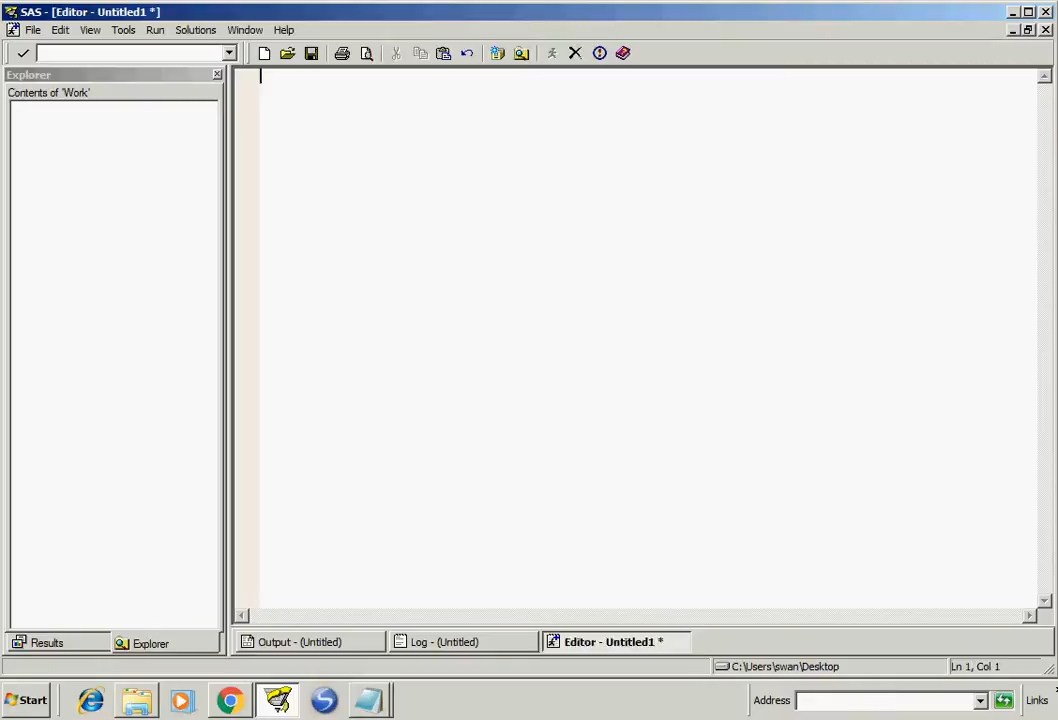 SAS - [Editor - Untitled1 *]
File Edit View Tools Run Solutions Window Help
Explorer
Contents of 'Work'
Results Explorer Output - (Untitled) Log - (Untitled) Editor - Untitled1 *
C:\Users\swan\Desktop Ln 1, Col 1
Start Address Links